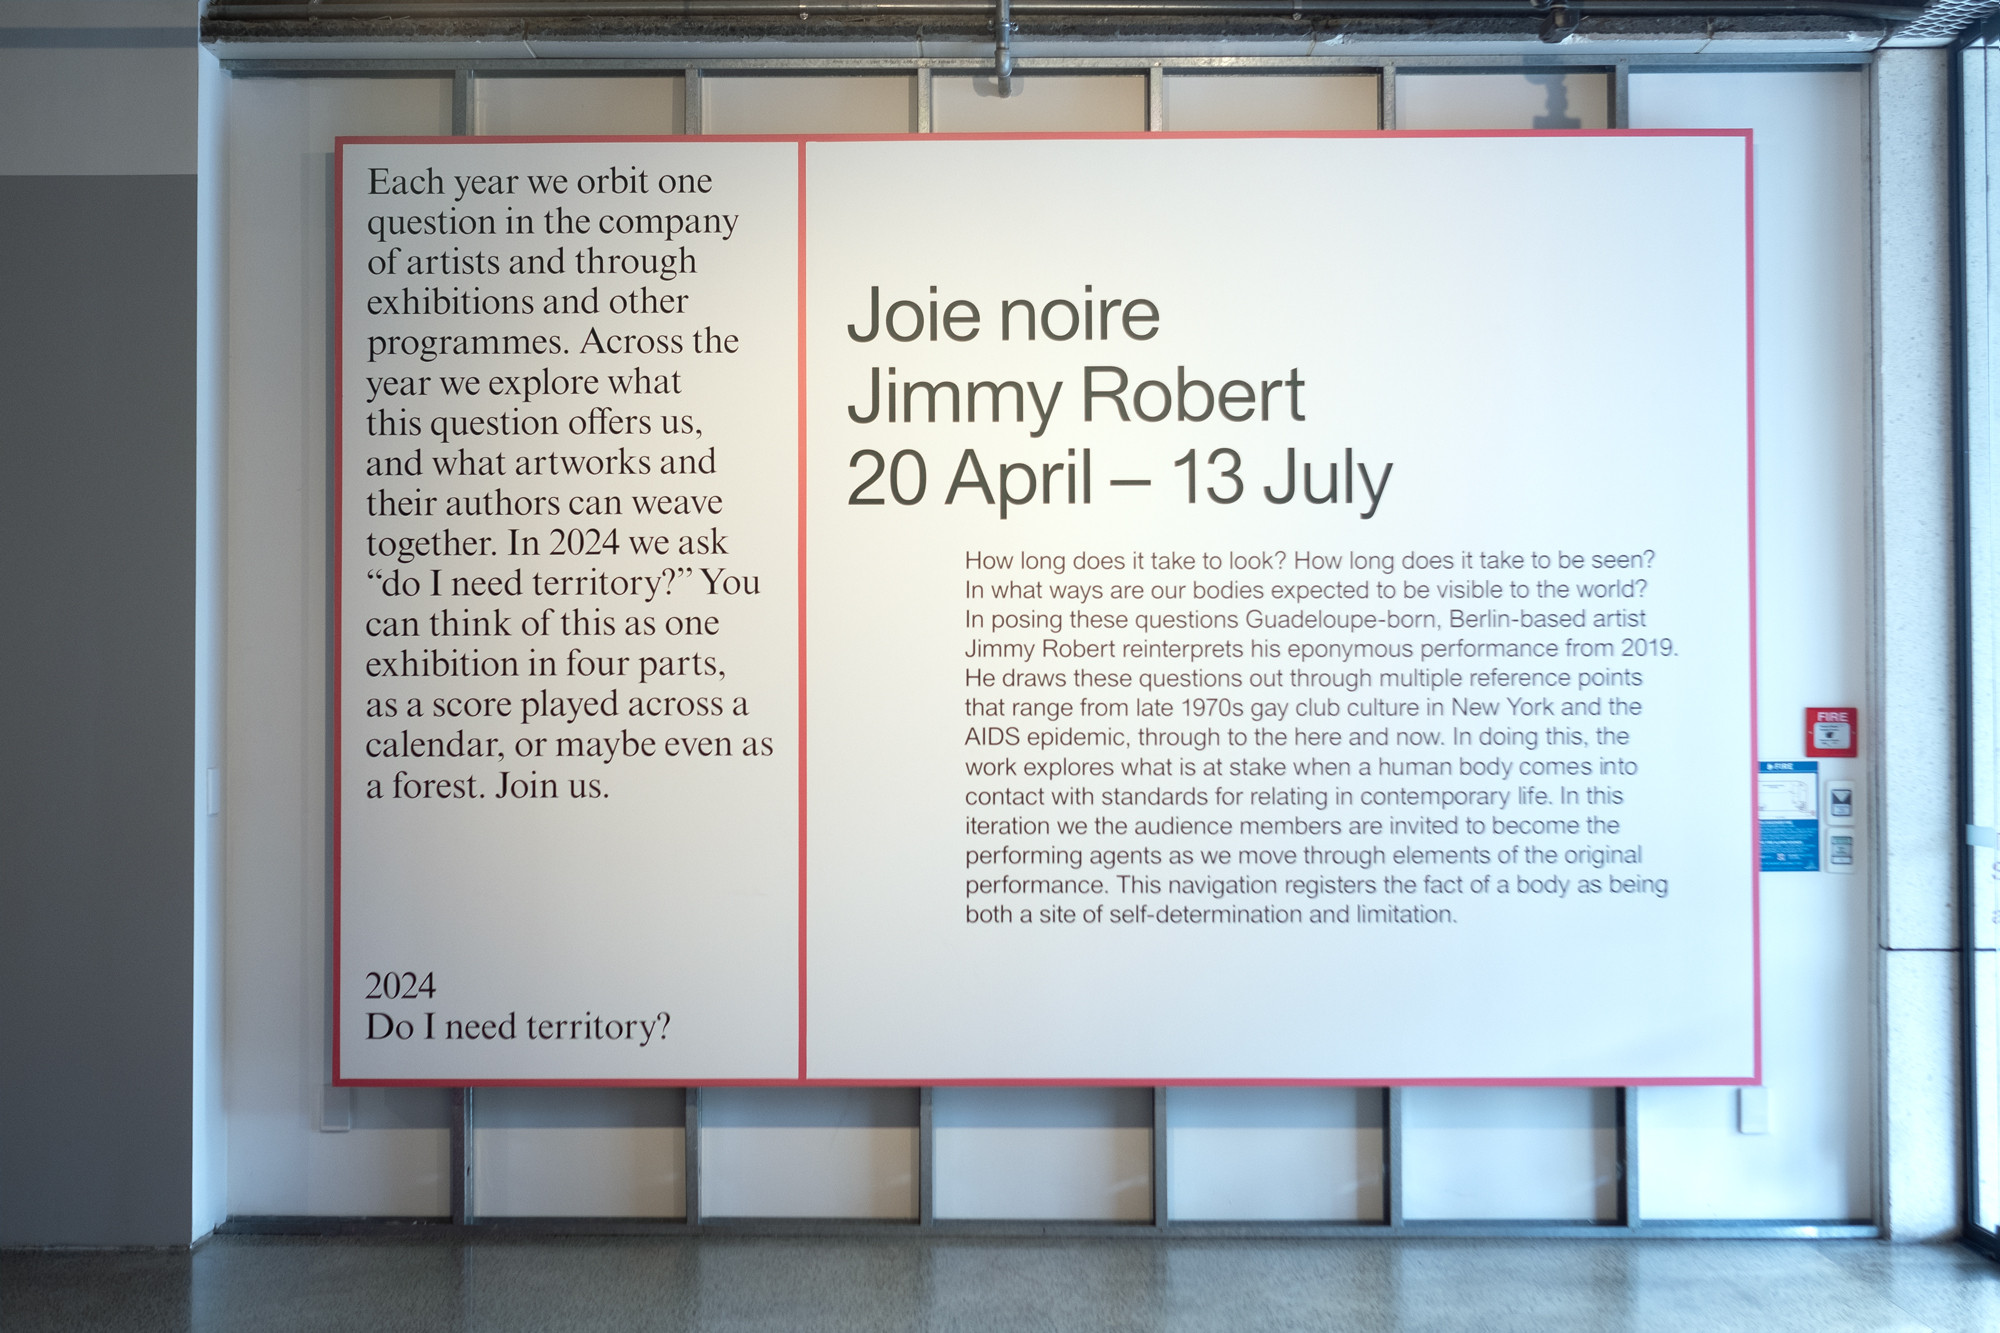 Each year we orbit one
question in the company
of artists and through
exhibitions and other
programmes. Across the
year we explore what
this question offers us,
and what artworks and
their authors can weave
together. In 2024 we ask
“do I need territory?” You
can think of this as one
exhibition in four parts,
as a score played across a
calendar, or maybe even as
a forest. Join us.
2024
Do I need territory?
Joie noire
Jimmy Robert
20 April – 13 July
How long does it take to look? How long does it take to be seen?
In what ways are our bodies expected to be visible to the world?
In posing these questions Guadeloupe-born, Berlin-based artist
Jimmy Robert reinterprets his eponymous performance from 2019.
He draws these questions out through multiple reference points
that range from late 1970s gay club culture in New York and the
AIDS epidemic, through to the here and now. In doing this, the
work explores what is at stake when a human body comes into
contact with standards for relating in contemporary life. In this
iteration we the audience members are invited to become the
performing agents as we move through elements of the original
performance. This navigation registers the fact of a body as being
both a site of self-determination and limitation.
FIRE
FIRE